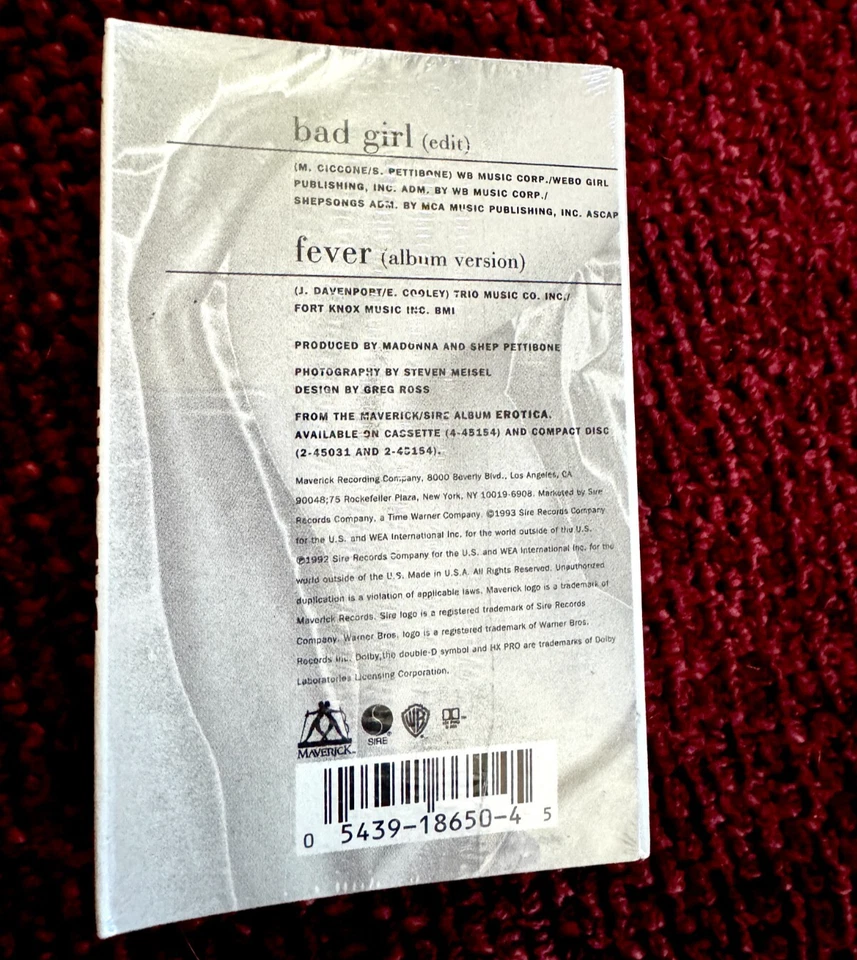 bad girl (edit)
(M. CICCONE/S. PETTIBONE) WB MUSIC CORP./WEBO GIRL
PUBLISHING, INC. ADM. BY WB MUSIC CORP./
SHEPSONGS ADM. BY MCA MUSIC PUBLISHING, INC. ASCAP
fever (album version)
(J. DAVENPORT/E. COOLEY) TRIO MUSIC CO. INC./
FORT KNOX MUSIC INC. BMI
PRODUCED BY MADONNA AND SHEP PETTIBONE
PHOTOGRAPHY BY STEVEN MEISEL
DESIGN BY GREG ROSS
FROM THE MAVERICK/SIRE ALBUM EROTICA.
AVAILABLE ON CASSETTE (4-45154) AND COMPACT DISC
(2-45031 AND 2-45154).
Maverick Recording Company, 8000 Beverly Blvd., Los Angeles, CA
90048;75 Rockefeller Plaza, New York, NY 10019-6908. Marketed by Sire
Records Company, a Time Warner Company. ©1993 Sire Records Company
for the U.S. and WEA International Inc. for the world outside of the U.S.
℗1992 Sire Records Company for the U.S. and WEA International Inc. for the
world outside of the U.S. Made in U.S.A. All Rights Reserved. Unauthorized
duplication is a violation of applicable laws. Maverick logo is a trademark of
Maverick Records. Sire logo is a registered trademark of Sire Records
Company. Warner Bros. logo is a registered trademark of Warner Bros.
Records Inc. Dolby,the double-D symbol and HX PRO are trademarks of Dolby
Laboratories Licensing Corporation.
MAVERICK™
SIRE
WB
0 5439-18650-4 5